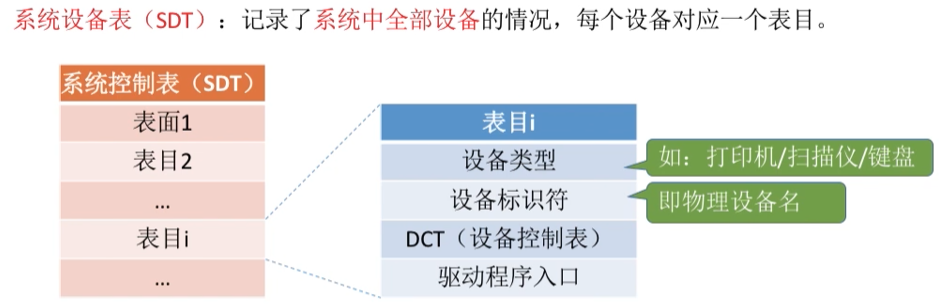 系统设备表（SDT）：记录了系统中全部设备的情况，每个设备对应一个表目。
系统控制表（SDT）
表面1
表目2
...
表目i
...
表目i
设备类型
设备标识符
DCT（设备控制表）
驱动程序入口
如：打印机/扫描仪/键盘
即物理设备名